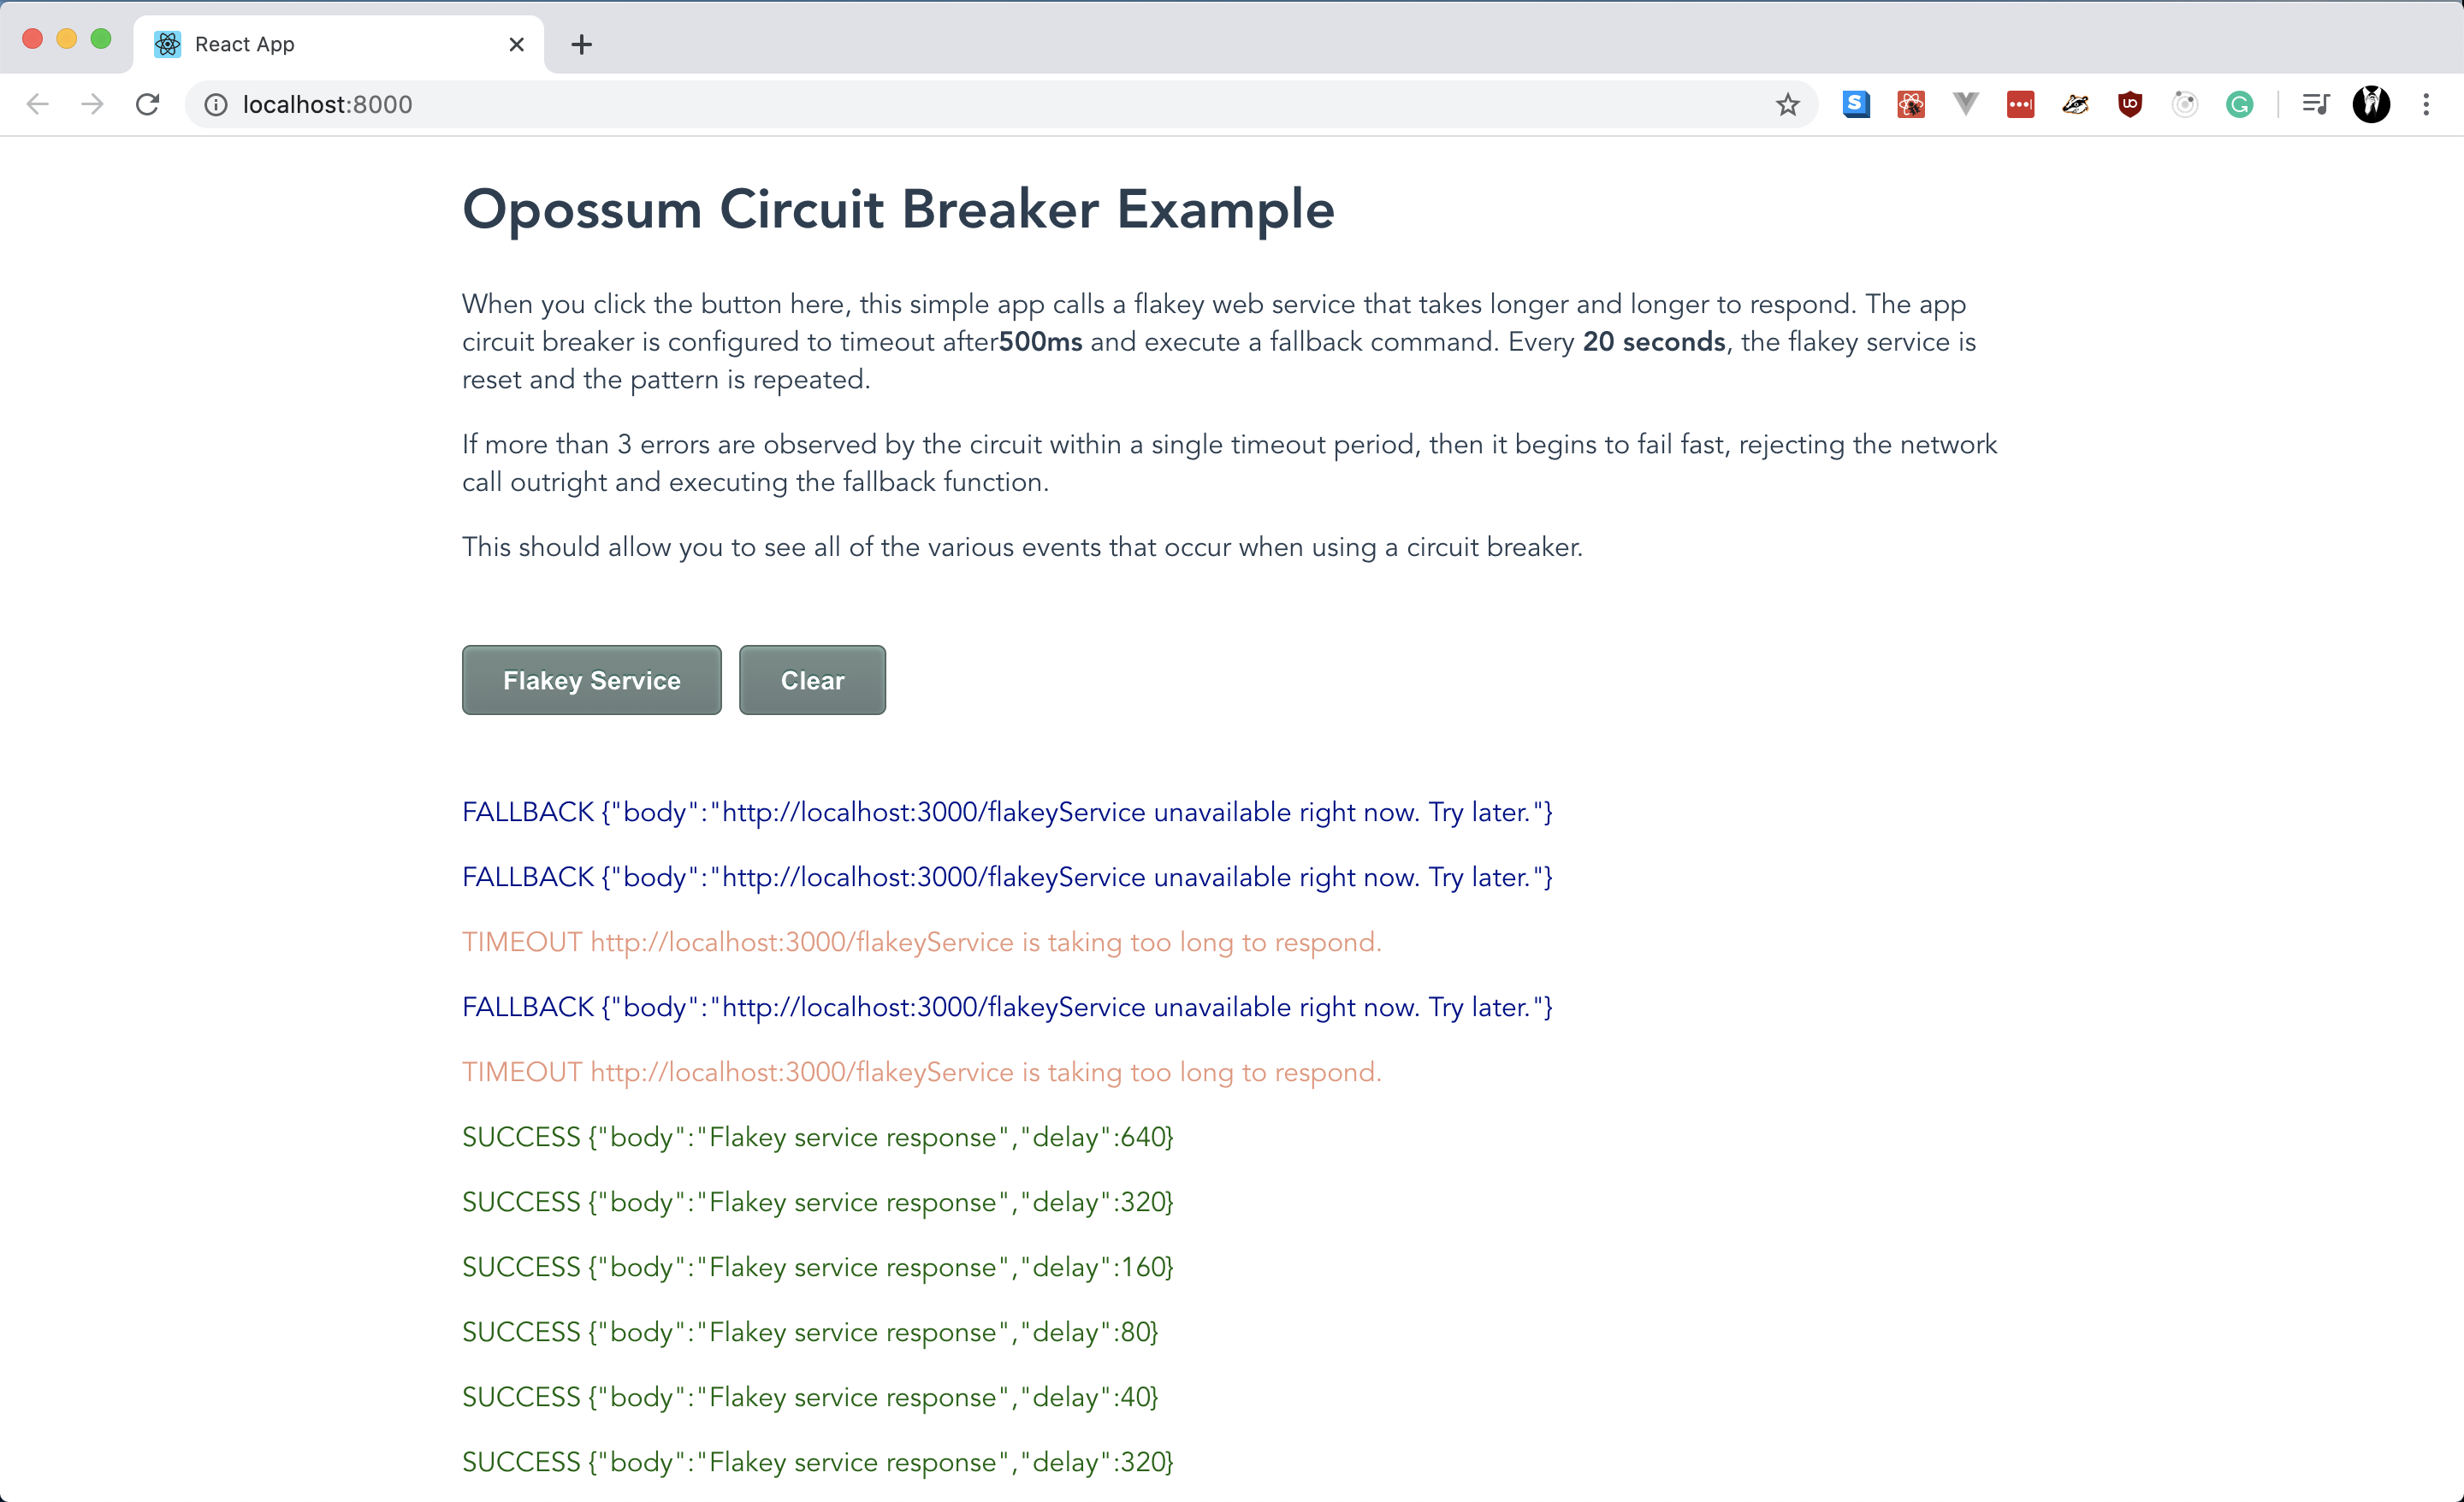 React App
localhost:8000
Opossum Circuit Breaker Example
When you click the button here, this simple app calls a flakey web service that takes longer and longer to respond. The app
circuit breaker is configured to timeout after500ms and execute a fallback command. Every 20 seconds, the flakey service is
reset and the pattern is repeated.
If more than 3 errors are observed by the circuit within a single timeout period, then it begins to fail fast, rejecting the network
call outright and executing the fallback function.
This should allow you to see all of the various events that occur when using a circuit breaker.
Flakey Service Clear
FALLBACK {"body":"http://localhost:3000/flakeyService unavailable right now. Try later."}
FALLBACK {"body":"http://localhost:3000/flakeyService unavailable right now. Try later."}
TIMEOUT http://localhost:3000/flakeyService is taking too long to respond.
FALLBACK {"body":"http://localhost:3000/flakeyService unavailable right now. Try later."}
TIMEOUT http://localhost:3000/flakeyService is taking too long to respond.
SUCCESS {"body":"Flakey service response","delay":640}
SUCCESS {"body":"Flakey service response","delay":320}
SUCCESS {"body":"Flakey service response","delay":160}
SUCCESS {"body":"Flakey service response","delay":80}
SUCCESS {"body":"Flakey service response","delay":40}
SUCCESS {"body":"Flakey service response","delay":320}